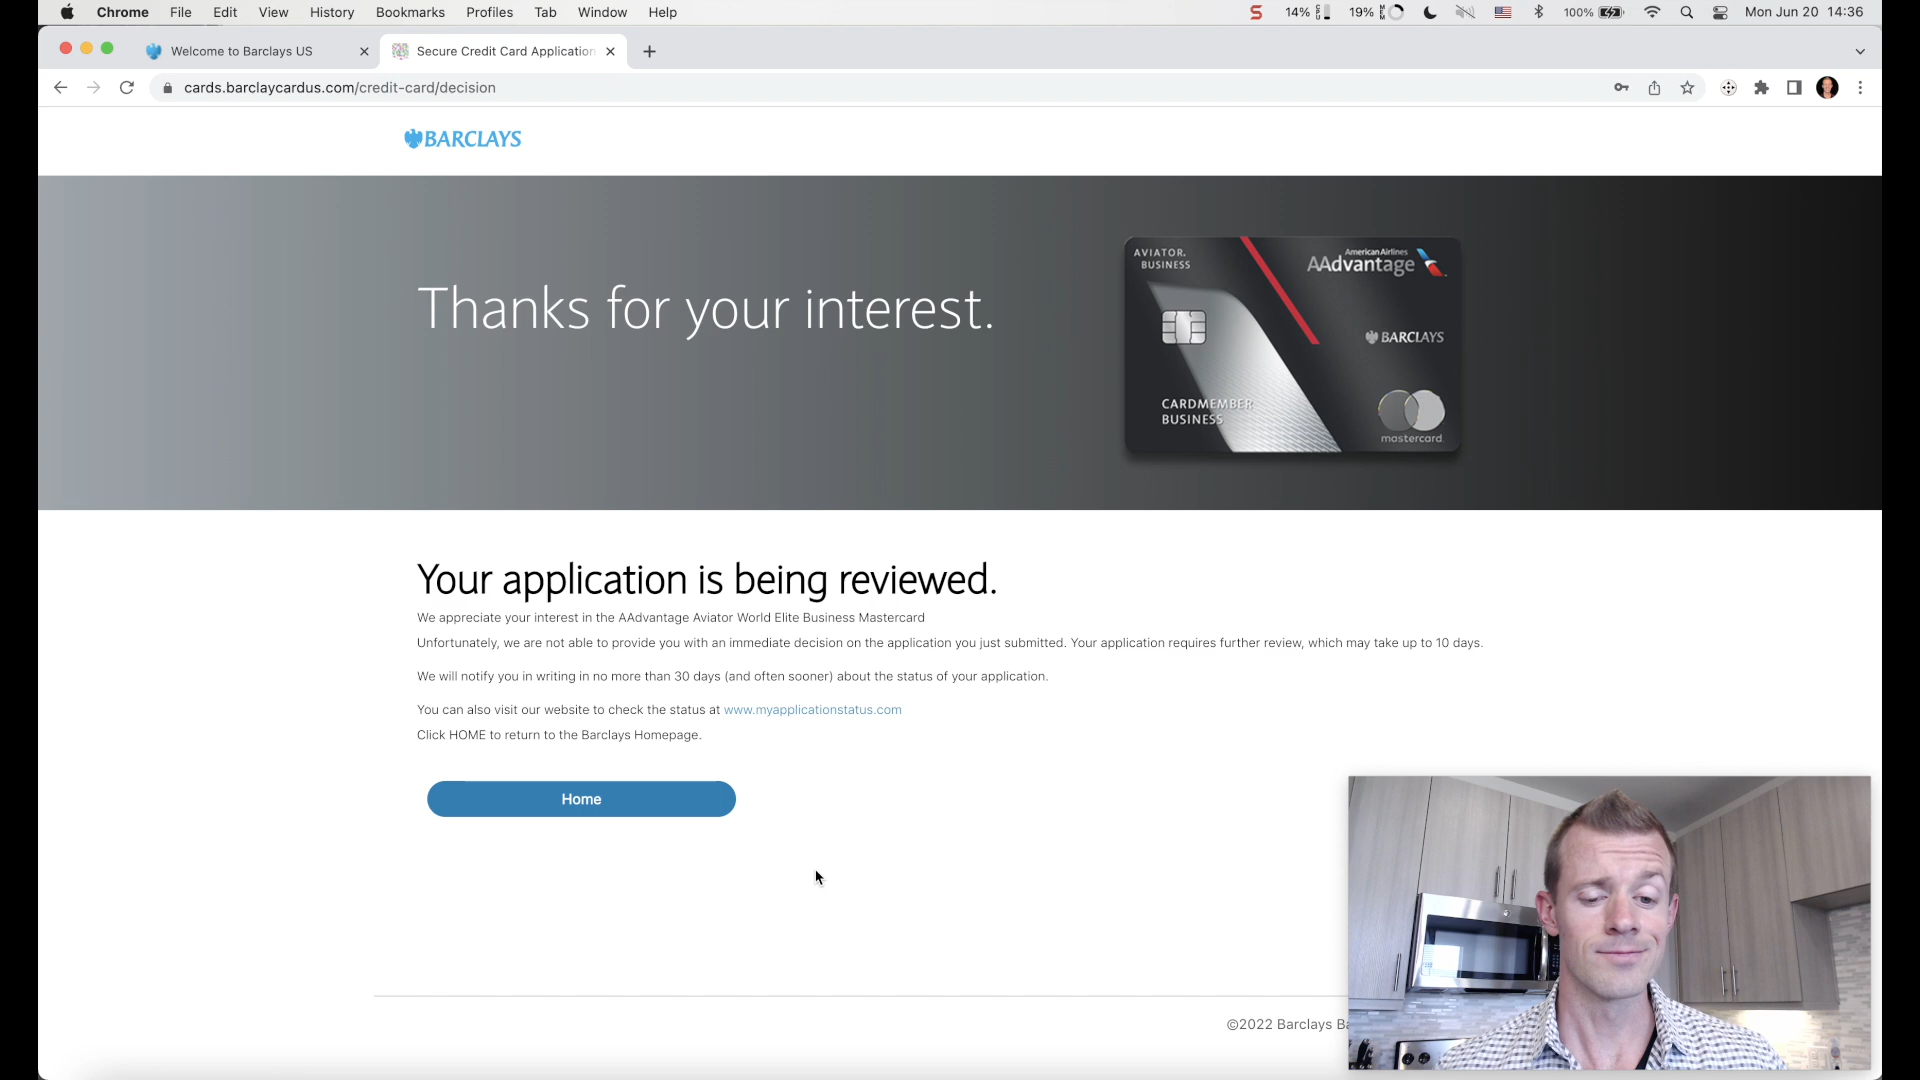 Chrome File Edit View History Bookmarks Profiles Tab Window Help
14% 19% 100% Mon Jun 20 14:36
Welcome to Barclays US
Secure Credit Card Application
cards.barclaycardus.com/credit-card/decision
BARCLAYS
Thanks for your interest.
AVIATOR.
BUSINESS
American Airlines
AAdvantage
BARCLAYS
CARDMEMBER
BUSINESS
mastercard
Your application is being reviewed.
We appreciate your interest in the AAdvantage Aviator World Elite Business Mastercard
Unfortunately, we are not able to provide you with an immediate decision on the application you just submitted. Your application requires further review, which may take up to 10 days.
We will notify you in writing in no more than 30 days (and often sooner) about the status of your application.
You can also visit our website to check the status at www.myapplicationstatus.com
Click HOME to return to the Barclays Homepage.
Home
©2022 Barclays